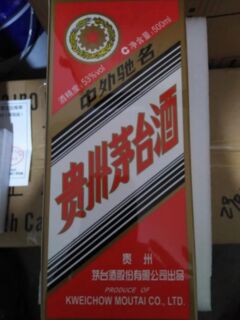 酒精度:53%vol
净含量:500ml
中外驰名
贵州茅台酒
贵州
茅台酒股份有限公司出品
PRODUCE OF
KWEICHOW MOUTAI CO., LTD.